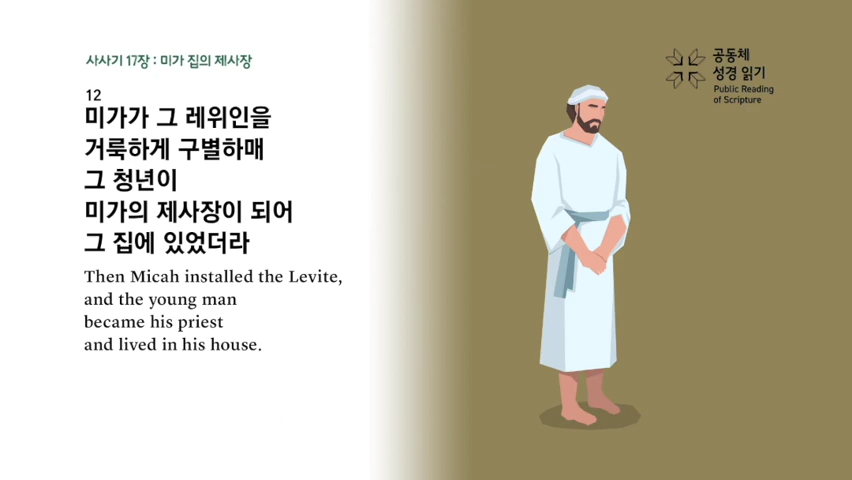 사사기 17장 : 미가 집의 제사장
12
미가가 그 레위인을
거룩하게 구별하매
그 청년이
미가의 제사장이 되어
그 집에 있었더라
Then Micah installed the Levite,
and the young man
became his priest
and lived in his house.
공동체
성경 읽기
Public Reading
of Scripture